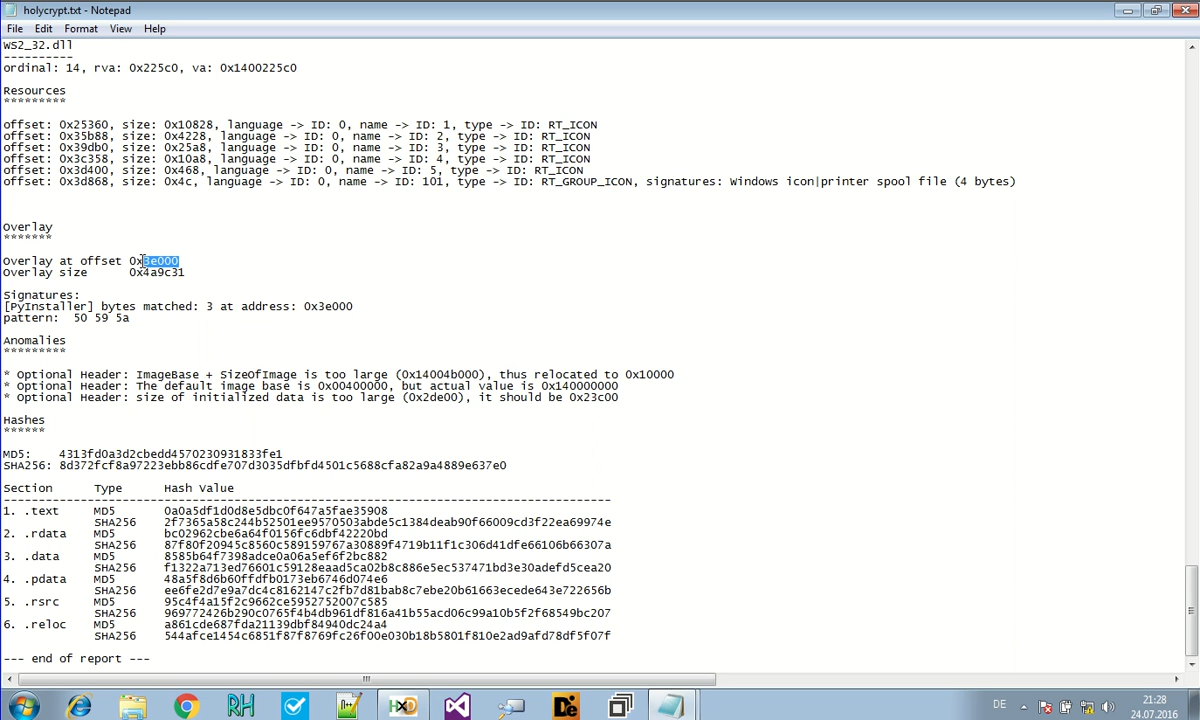 holycrypt.txt - Notepad
File Edit Format View Help
WS2_32.dll
----------
ordinal: 14, rva: 0x225c0, va: 0x1400225c0
Resources
*********
offset: 0x25360, size: 0x10828, language -> ID: 0, name -> ID: 1, type -> ID: RT_ICON
offset: 0x35b88, size: 0x4228, language -> ID: 0, name -> ID: 2, type -> ID: RT_ICON
offset: 0x39db0, size: 0x25a8, language -> ID: 0, name -> ID: 3, type -> ID: RT_ICON
offset: 0x3c358, size: 0x10a8, language -> ID: 0, name -> ID: 4, type -> ID: RT_ICON
offset: 0x3d400, size: 0x468, language -> ID: 0, name -> ID: 5, type -> ID: RT_ICON
offset: 0x3d868, size: 0x4c, language -> ID: 0, name -> ID: 101, type -> ID: RT_GROUP_ICON, signatures: Windows icon|printer spool file (4 bytes)
Overlay
*******
Overlay at offset 0x3e000
Overlay size 0x4a9c31
Signatures:
[PyInstaller] bytes matched: 3 at address: 0x3e000
pattern: 50 59 5a
Anomalies
*********
* Optional Header: ImageBase + SizeOfImage is too large (0x14004b000), thus relocated to 0x10000
* Optional Header: The default image base is 0x00400000, but actual value is 0x140000000
* Optional Header: size of initialized data is too large (0x2de00), it should be 0x23c00
Hashes
******
MD5: 4313fd0a3d2cbedd4570230931833fe1
SHA256: 8d372fcf8a97223ebb86cdfe707d3035dfbfd4501c5688cfa82a9a4889e637e0
Section Type Hash Value
---------------------------------------------------------------------------------------
1. .text MD5 0a0a5df1d0d8e5dbc0f647a5fae35908
SHA256 2f7365a58c244b52501ee9570503abde5c1384deab90f66009cd3f22ea69974e
2. .rdata MD5 bc02962cbe6a64f0156fc6dbf42220bd
SHA256 87f80f20945c8560c589159767a30889f4719b11f1c306d41dfe66106b66307a
3. .data MD5 8585b64f7398adce0a06a5ef6f2bc882
SHA256 f1322a713ed76601c59128eaad5ca02b8c886e5ec537471bd3e30adefd5cea20
4. .pdata MD5 48a5f8d6b60ffdfb0173eb6746d074e6
SHA256 ee6fe2d7e9a7dc4c8162147c2fb7d81bab8c7ebe20b61663ecede643e722656b
5. .rsrc MD5 95c4f4a15f2c9662ce5952752007c585
SHA256 969772426b290c0765f4b4db961df816a41b55acd06c99a10b5f2f68549bc207
6. .reloc MD5 a861cde687fda21139dbf84940dc24a4
SHA256 544afce1454c6851f87f8769fc26f00e030b18b5801f810e2ad9afd78df5f07f
--- end of report ---
RH
HXD
De
DE
21:28
24.07.2016